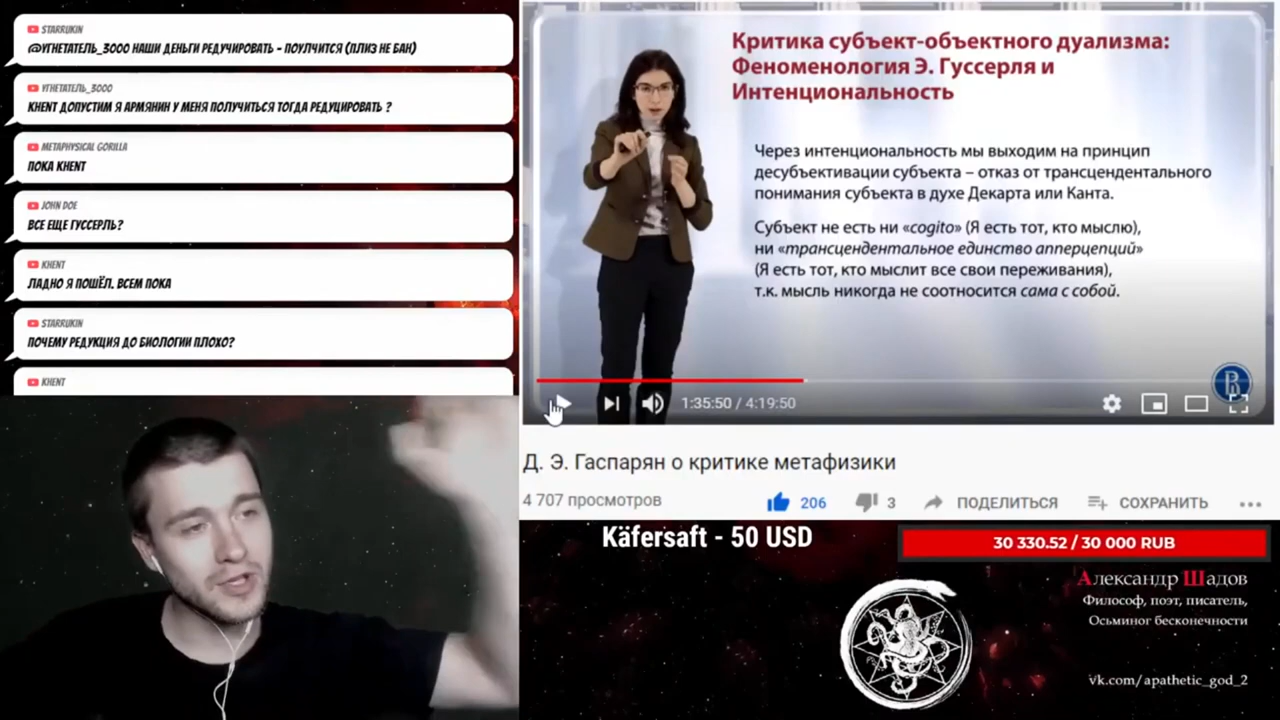 STARRUKIN
@УГНЕТАТЕЛЬ_3000 НАШИ ДЕНЬГИ РЕДУЧИРОВАТЬ - ПОУЛЧИТСЯ (ПЛИЗ НЕ БАН)
УГНЕТАТЕЛЬ_3000
KHENT ДОПУСТИМ Я АРМЯНИН У МЕНЯ ПОЛУЧИТЬСЯ ТОГДА РЕДУЦИРОВАТЬ ?
METAPHYSICAL GORILLA
ПОКА KHENT
JOHN DOE
ВСЕ ЕЩЕ ГУССЕРЛЬ?
KHENT
ЛАДНО Я ПОШЁЛ. ВСЕМ ПОКА
STARRUKIN
ПОЧЕМУ РЕДУКЦИЯ ДО БИОЛОГИИ ПЛОХО?
KHENT
Критика субъект-объектного дуализма:
Феноменология Э. Гуссерля и
Интенциональность
Через интенциональность мы выходим на принцип
десубъективации субъекта – отказ от трансцендентального
понимания субъекта в духе Декарта или Канта.
Субъект не есть ни «cogito» (Я есть тот, кто мыслю),
ни «трансцендентальное единство апперцепций»
(Я есть тот, кто мыслит все свои переживания),
т.к. мысль никогда не соотносится сама с собой.
1:35:50 / 4:19:50
Д. Э. Гаспарян о критике метафизики
4 707 просмотров
206
3
ПОДЕЛИТЬСЯ
СОХРАНИТЬ
Käfersaft - 50 USD
30 330.52 / 30 000 RUB
Александр Шадов
Философ, поэт, писатель,
Осьминог бесконечности
vk.com/apathetic_god_2